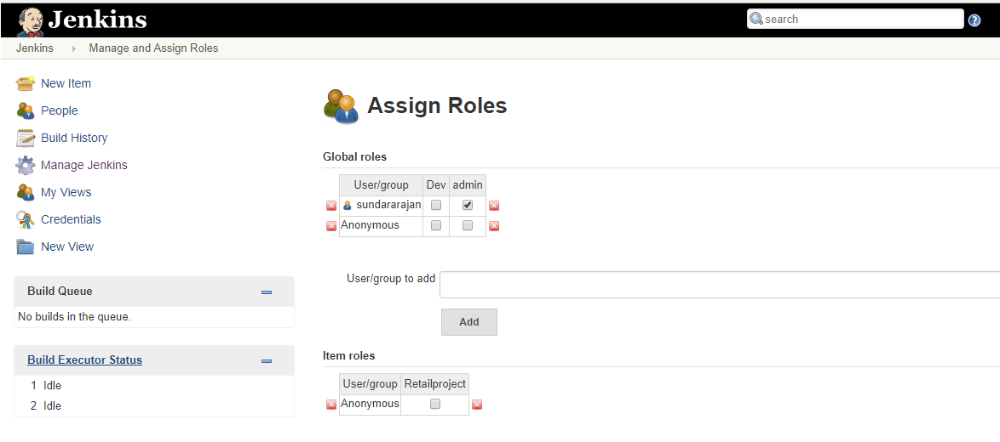 Jenkins
search
Jenkins Manage and Assign Roles
New Item
People
Build History
Manage Jenkins
My Views
Credentials
New View
Build Queue
No builds in the queue.
Build Executor Status
1 Idle
2 Idle
Assign Roles
Global roles
User/group Dev admin
sundararajan
Anonymous
User/group to add
Add
Item roles
User/group Retailproject
Anonymous